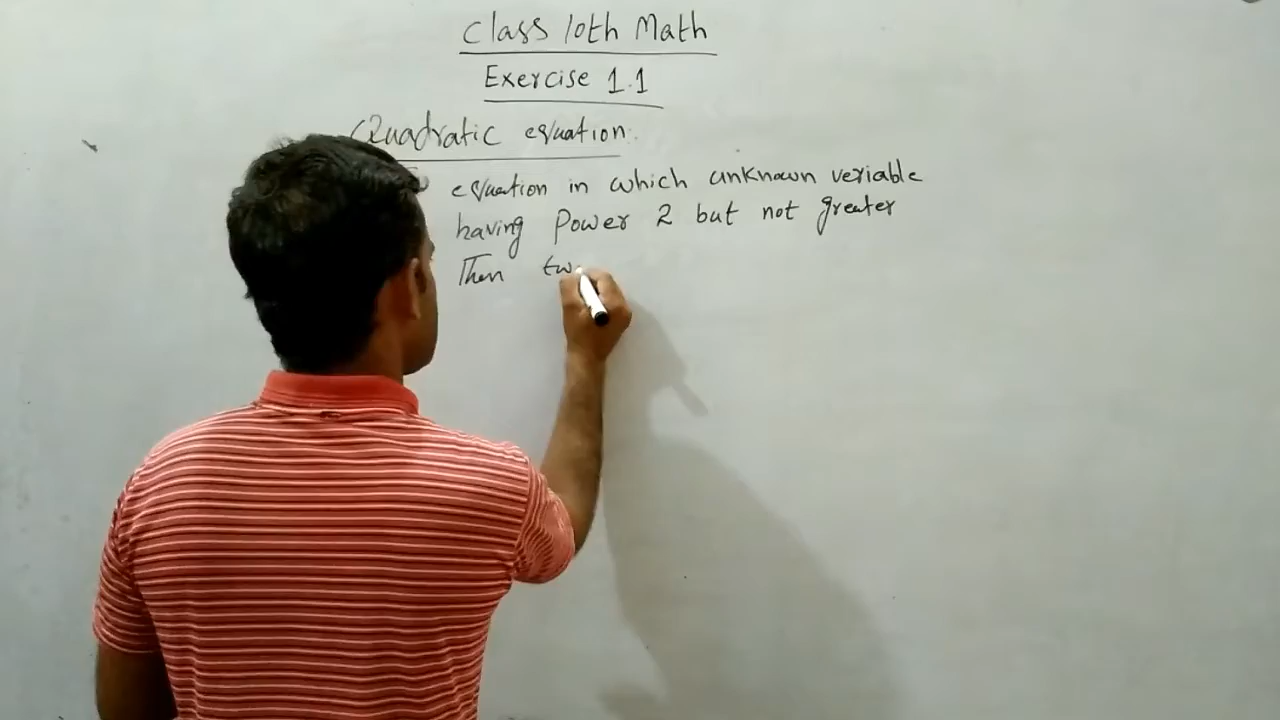 Class 10th Math
Exercise 1.1
Quadratic equation
equation in which unknown veriable
having Power 2 but not greater
Then tw